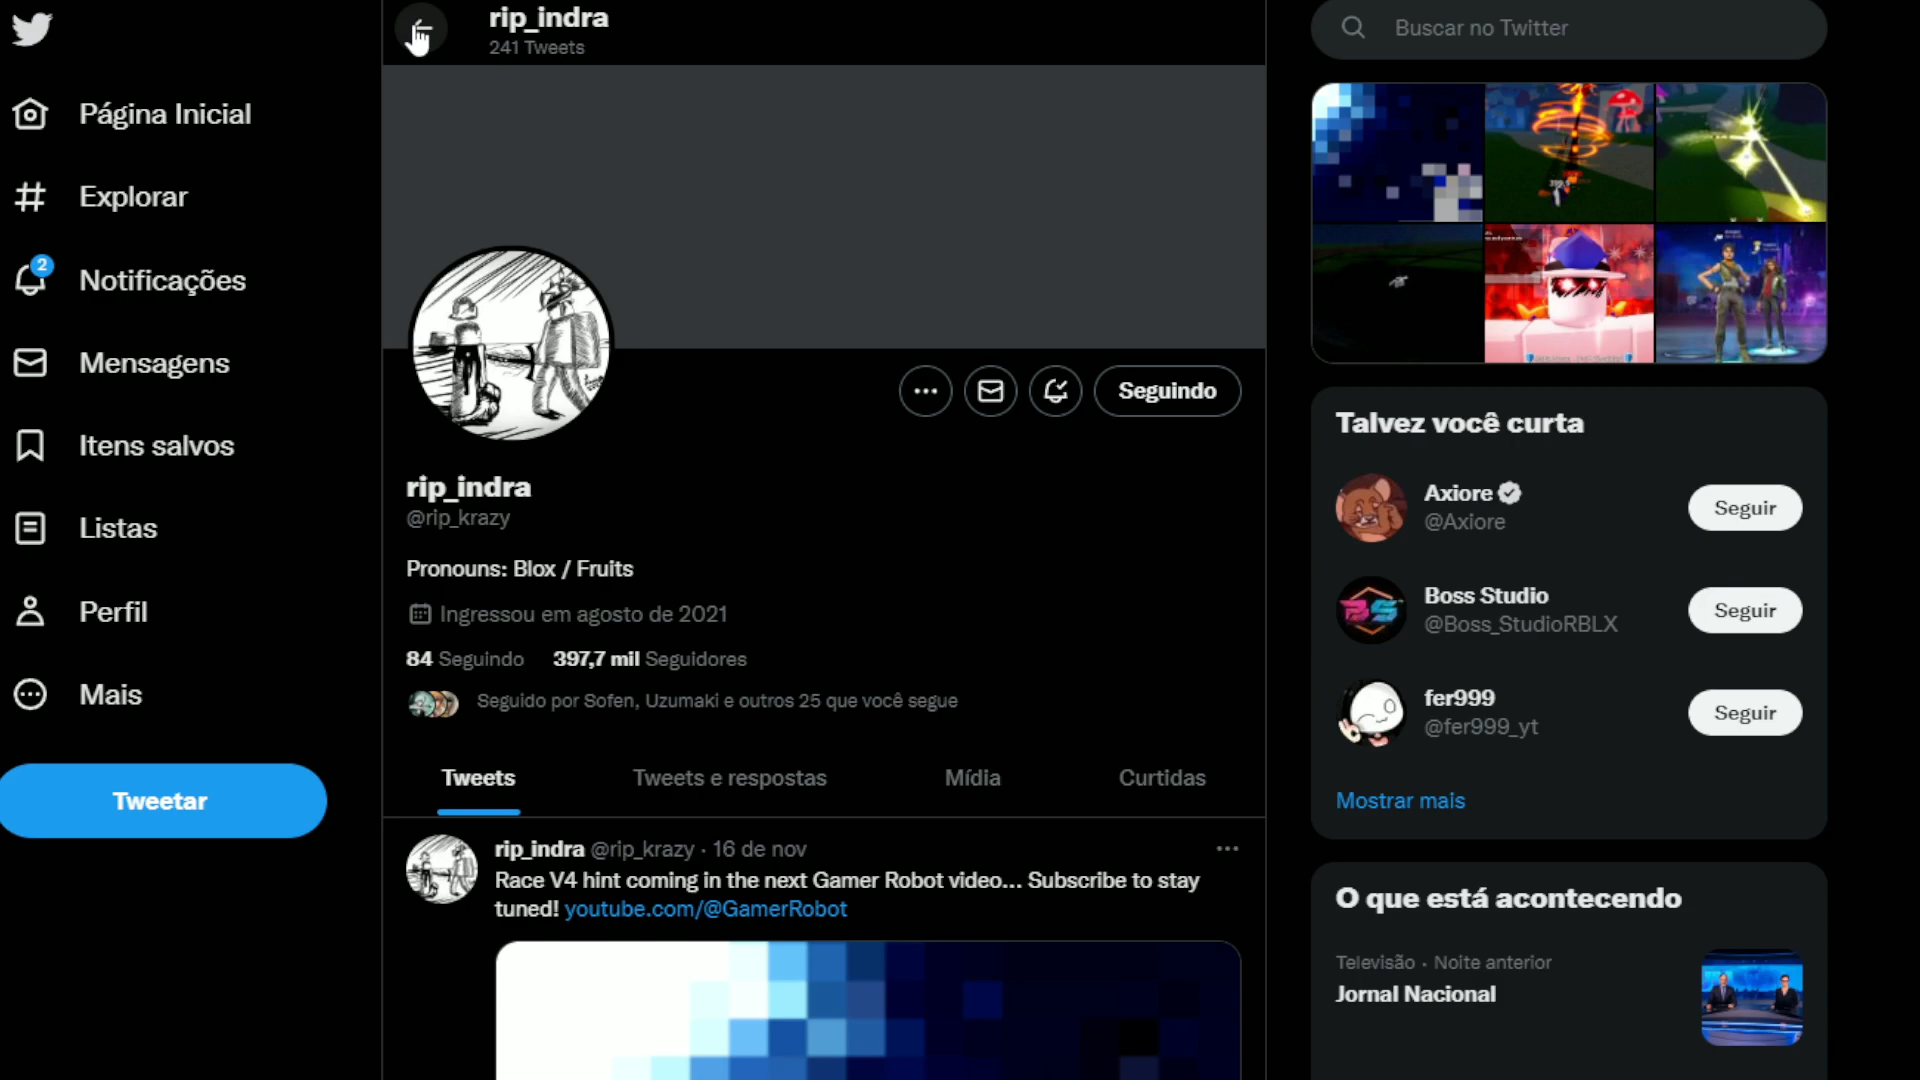 Página Inicial
Explorar
2
Notificações
Mensagens
Itens salvos
Listas
Perfil
Mais
Tweetar
rip_indra
241 Tweets
Seguindo
rip_indra
@rip_krazy
Pronouns: Blox / Fruits
Ingressou em agosto de 2021
84 Seguindo 397,7 mil Seguidores
Seguido por Sofen, Uzumaki e outros 25 que você segue
Tweets Tweets e respostas Mídia Curtidas
rip_indra @rip_krazy · 16 de nov
Race V4 hint coming in the next Gamer Robot video... Subscribe to stay
tuned! youtube.com/@GamerRobot
Buscar no Twitter
Talvez você curta
Axiore
@Axiore
Seguir
BS
Boss Studio
@Boss_StudioRBLX
Seguir
fer999
@fer999_yt
Seguir
Mostrar mais
O que está acontecendo
Televisão · Noite anterior
Jornal Nacional